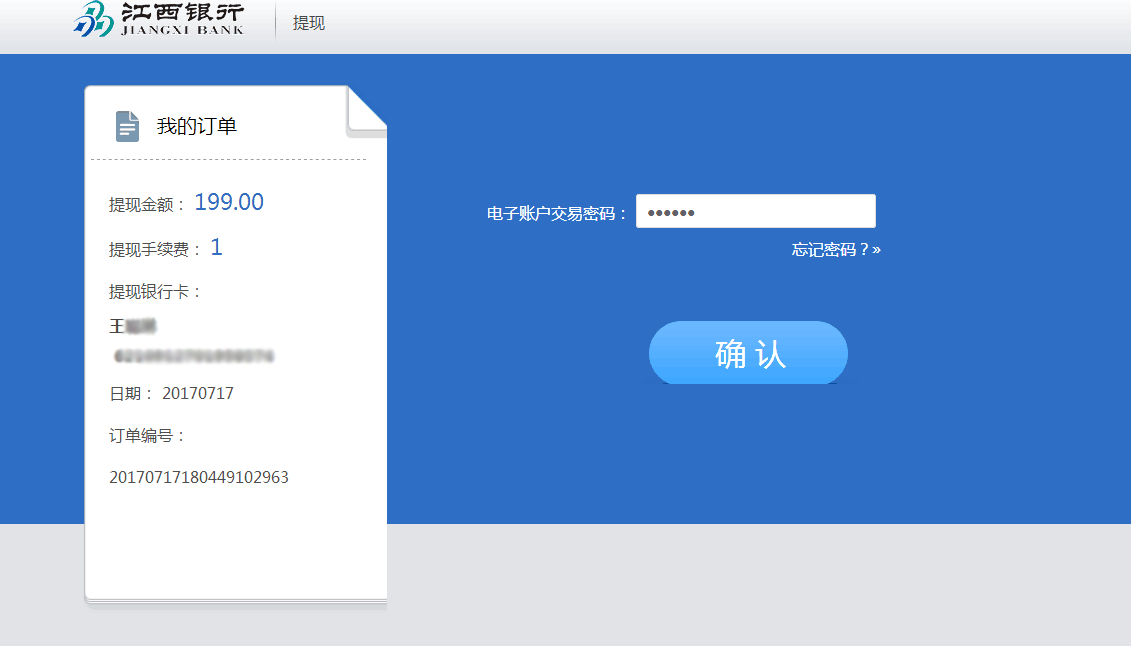 江西银行
JIANGXI BANK
提现
我的订单
提现金额： 199.00
提现手续费： 1
提现银行卡：
王
日期： 20170717
订单编号：
20170717180449102963
电子账户交易密码：
忘记密码？»
确 认